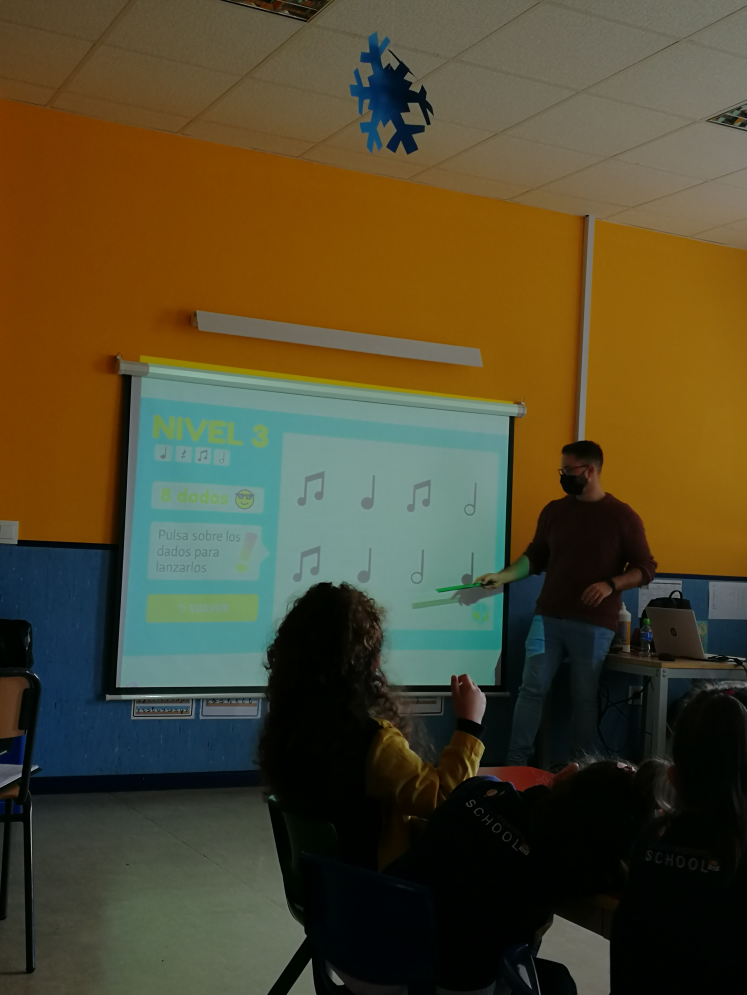 NIVEL 3
8 dados
Pulsa sobre los
dados para
lanzarlos
SCHOOL
SCHOOL